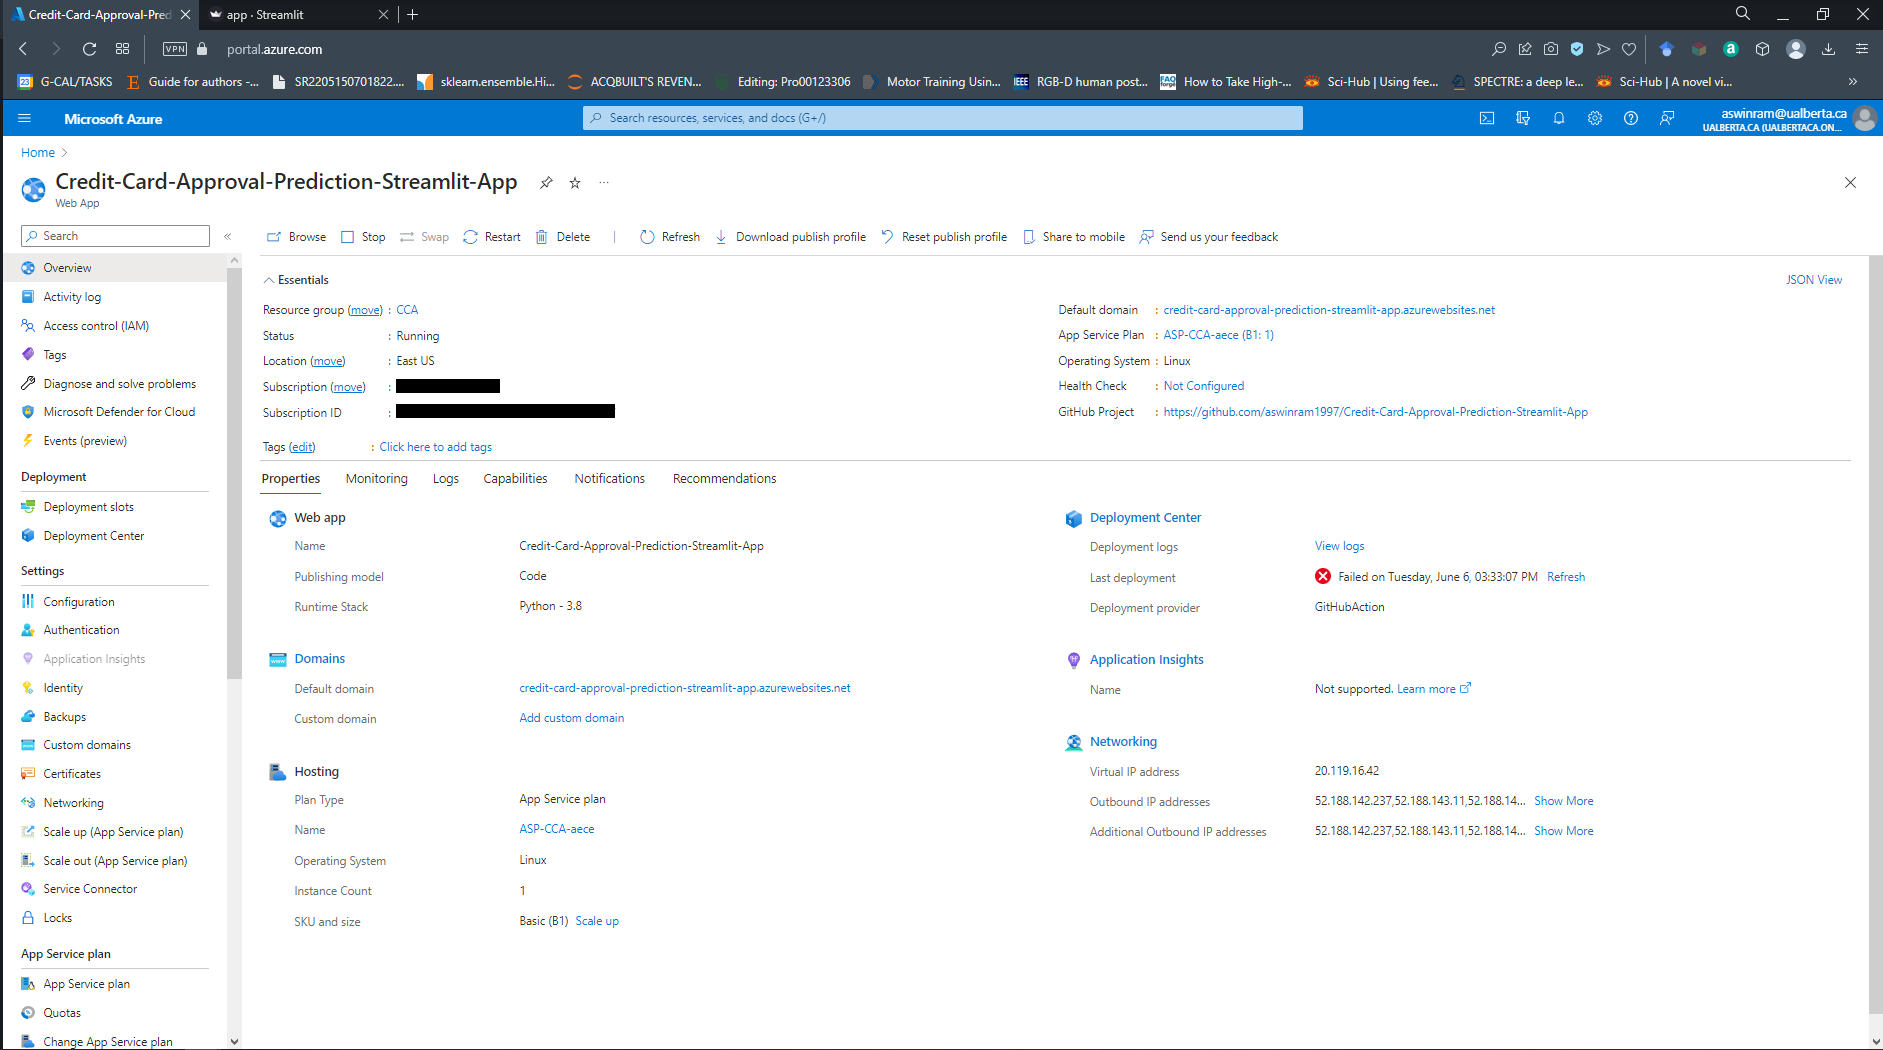 Credit-Card-Approval-Pred
app · Streamlit
VPN
portal.azure.com
23 G-CAL/TASKS
E Guide for authors -...
SR2205150701822....
sklearn.ensemble.Hi...
ACQBUILT'S REVEN...
Editing: Pro00123306
Motor Training Usin...
IEEE RGB-D human post...
How to Take High-...
Sci-Hub | Using fee...
SPECTRE: a deep le...
Sci-Hub | A novel vi...
Microsoft Azure
Search resources, services, and docs (G+/)
aswinram@ualberta.ca
UALBERTA.CA (UALBERTACA.ON...
Home
Credit-Card-Approval-Prediction-Streamlit-App
Web App
Search
Browse
Stop
Swap
Restart
Delete
Refresh
Download publish profile
Reset publish profile
Share to mobile
Send us your feedback
Overview
Activity log
Access control (IAM)
Tags
Diagnose and solve problems
Microsoft Defender for Cloud
Events (preview)
Deployment
Deployment slots
Deployment Center
Settings
Configuration
Authentication
Application Insights
Identity
Backups
Custom domains
Certificates
Networking
Scale up (App Service plan)
Scale out (App Service plan)
Service Connector
Locks
App Service plan
App Service plan
Quotas
Change App Service plan
Essentials
JSON View
Resource group (move) : CCA
Status : Running
Location (move) : East US
Subscription (move) :
Subscription ID :
Tags (edit) : Click here to add tags
Default domain : credit-card-approval-prediction-streamlit-app.azurewebsites.net
App Service Plan : ASP-CCA-aece (B1: 1)
Operating System : Linux
Health Check : Not Configured
GitHub Project : https://github.com/aswinram1997/Credit-Card-Approval-Prediction-Streamlit-App
Properties
Monitoring
Logs
Capabilities
Notifications
Recommendations
Web app
Name Credit-Card-Approval-Prediction-Streamlit-App
Publishing model Code
Runtime Stack Python - 3.8
Domains
Default domain credit-card-approval-prediction-streamlit-app.azurewebsites.net
Custom domain Add custom domain
Hosting
Plan Type App Service plan
Name ASP-CCA-aece
Operating System Linux
Instance Count 1
SKU and size Basic (B1) Scale up
Deployment Center
Deployment logs View logs
Last deployment Failed on Tuesday, June 6, 03:33:07 PM Refresh
Deployment provider GitHubAction
Application Insights
Name Not supported. Learn more
Networking
Virtual IP address 20.119.16.42
Outbound IP addresses 52.188.142.237,52.188.143.11,52.188.14... Show More
Additional Outbound IP addresses 52.188.142.237,52.188.143.11,52.188.14... Show More